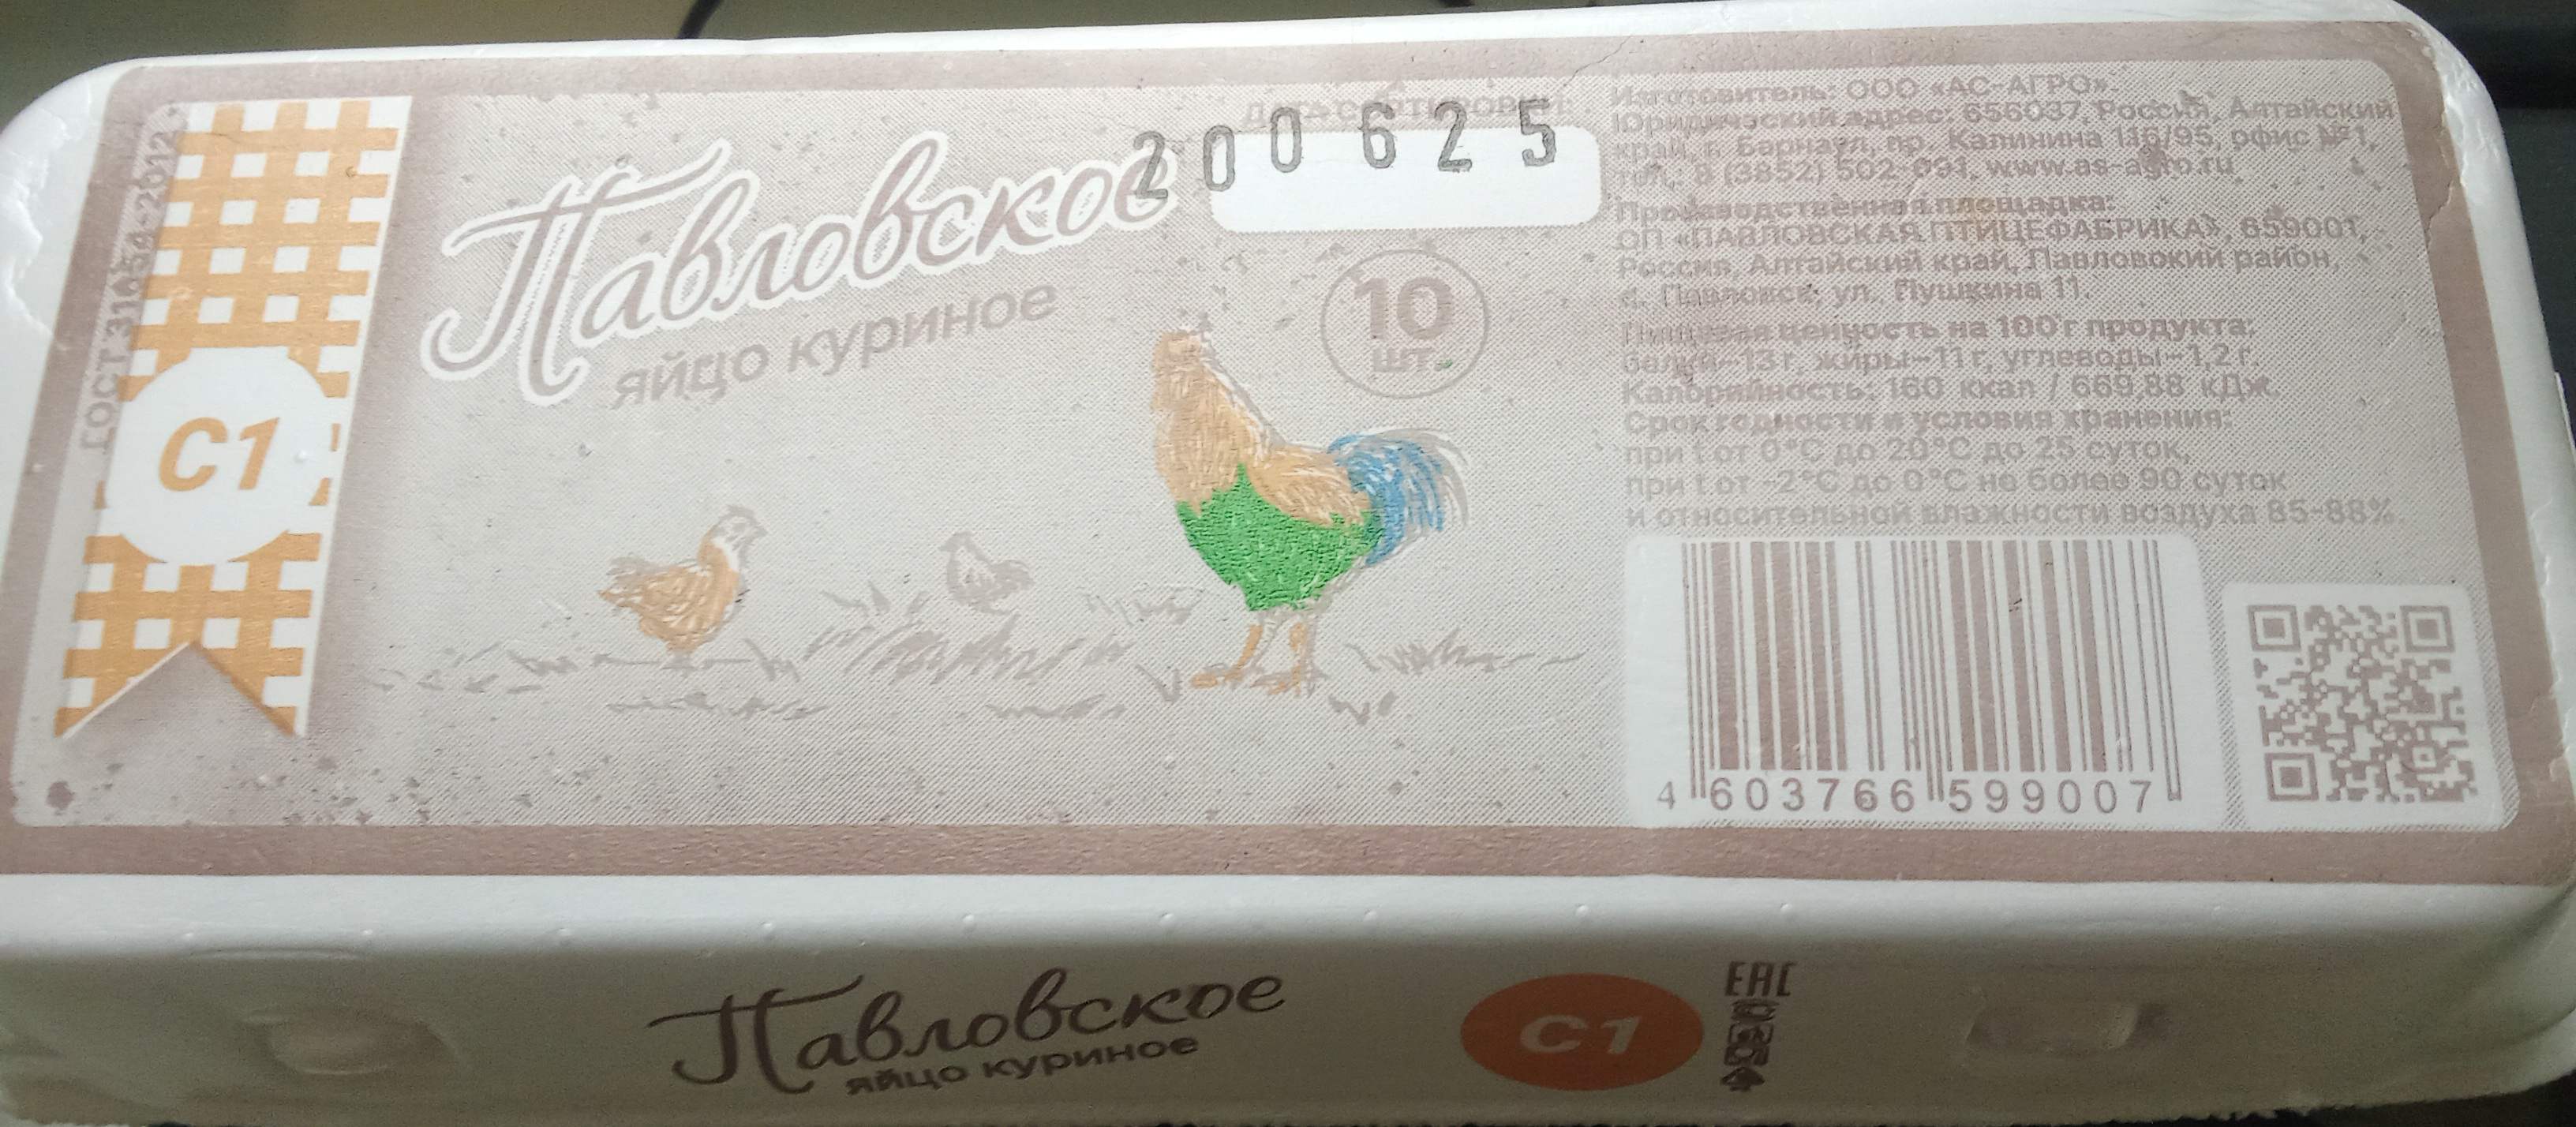 ГОСТ 31654-2012
С1
Павловское
яйцо куриное
ДАТА СОРТИРОВКИ:
200625
10
ШТ.
Изготовитель: ООО «АС-АГРО».
Юридический адрес: 656037, Россия, Алтайский
край, г. Барнаул, пр. Калинина 116/95, офис №1,
тел.: 8 (3852) 502-991, www.as-agro.ru
Производственная площадка:
ОП «ПАВЛОВСКАЯ ПТИЦЕФАБРИКА», 659001,
Россия, Алтайский край, Павловский район,
с. Павловск, ул. Пушкина 11.
Пищевая ценность на 100 г продукта:
белки-13 г, жиры-11 г, углеводы-1,2 г.
Калорийность: 160 ккал / 669,88 кДж.
Срок годности и условия хранения:
при t от 0°С до 20°С до 25 суток,
при t от -2°С до 0°С не более 90 суток
и относительной влажности воздуха 85-88%.
4 603766 599007
Павловское
яйцо куриное
С1
ЕАС